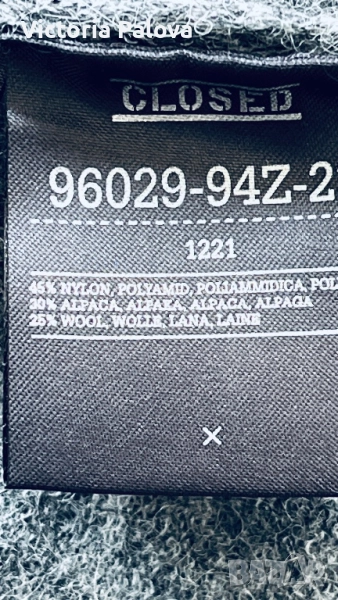 Victoria Palova
CLOSED
96029-94Z-2
1221
45% NYLON, POLYAMID, POLIAMMIDICA, POL
30% ALPACA, ALPAKA, ALPACA, ALPAGA
25% WOOL, WOLLE, LANA, LAINE
X